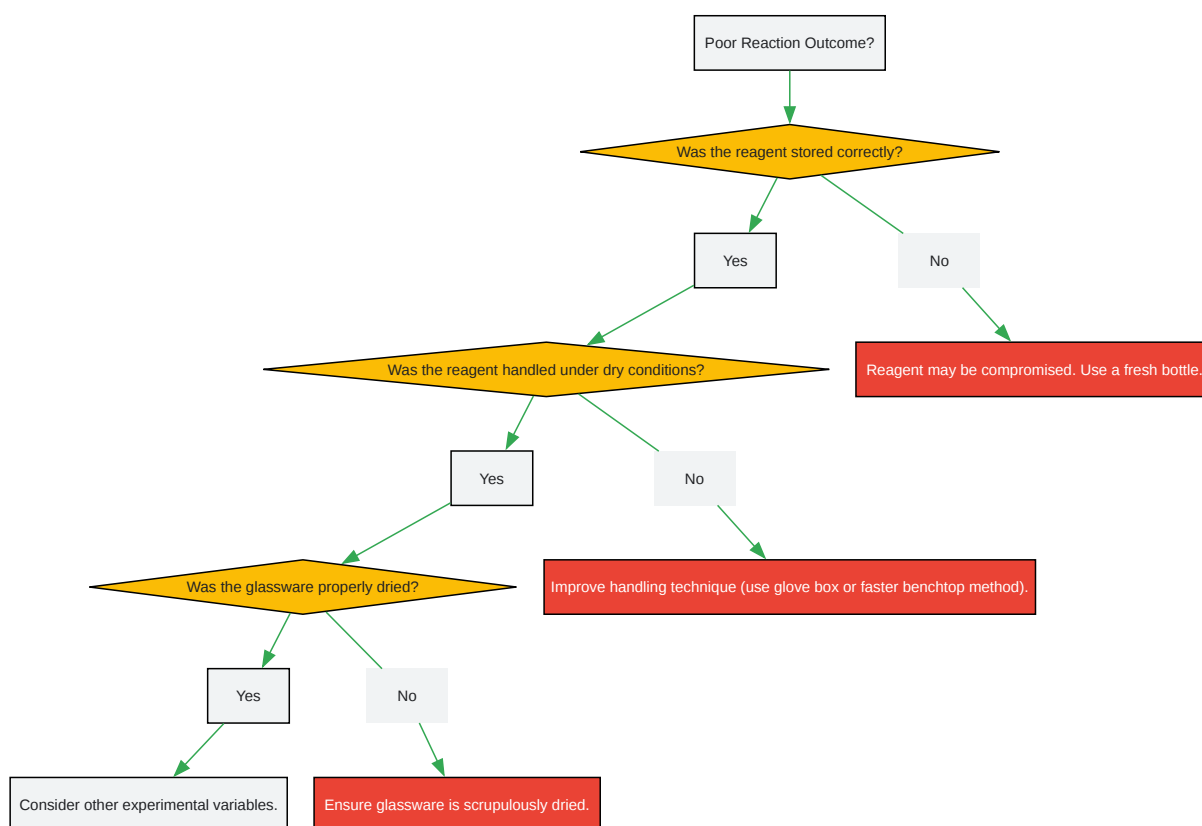 Poor Reaction Outcome?
Was the reagent stored correctly?
Yes
No
Was the reagent handled under dry conditions?
Reagent may be compromised. Use a fresh bottle.
Yes
No
Was the glassware properly dried?
Improve handling technique (use glove box or faster benchtop method).
Yes
No
Consider other experimental variables.
Ensure glassware is scrupulously dried.